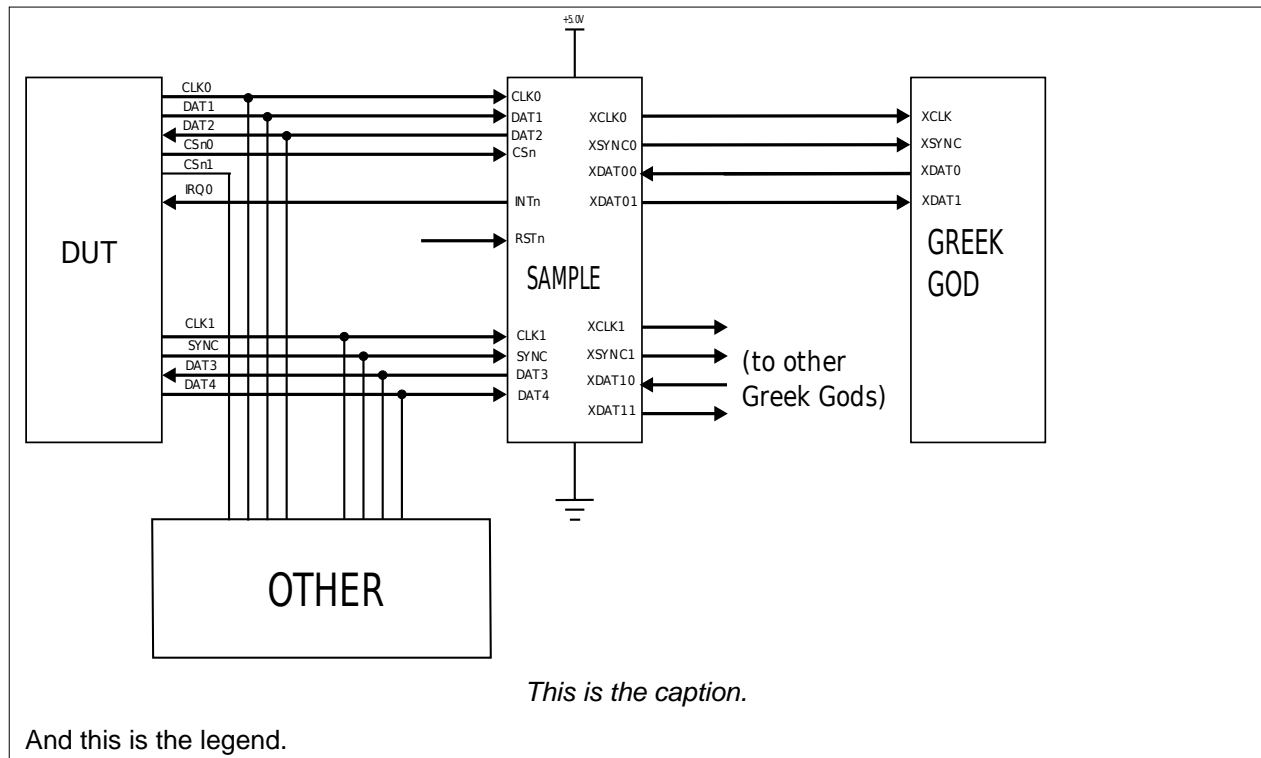 +5.0V
CLK0
DAT1
DAT2
CSn0
CSn1
IRQ0
DUT
CLK1
SYNC
DAT3
DAT4
CLK0
DAT1
DAT2
CSn
INTn
RSTn
SAMPLE
CLK1
SYNC
DAT3
DAT4
XCLK0
XSYNC0
XDAT00
XDAT01
XCLK1
XSYNC1
XDAT10
XDAT11
(to other
Greek Gods)
XCLK
XSYNC
XDAT0
XDAT1
GREEK
GOD
OTHER
This is the caption.
And this is the legend.